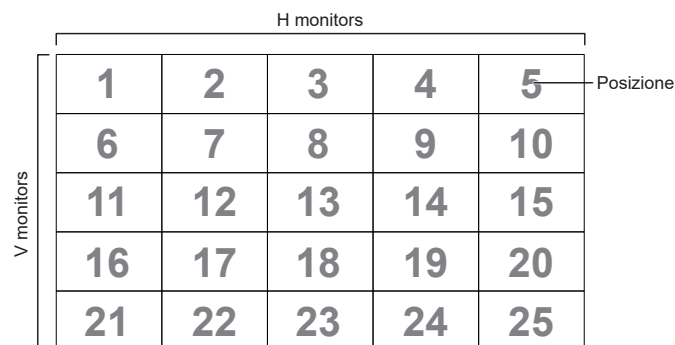 H monitors
1 2 3 4 5 Posizione
6 7 8 9 10
V monitors
11 12 13 14 15
16 17 18 19 20
21 22 23 24 25